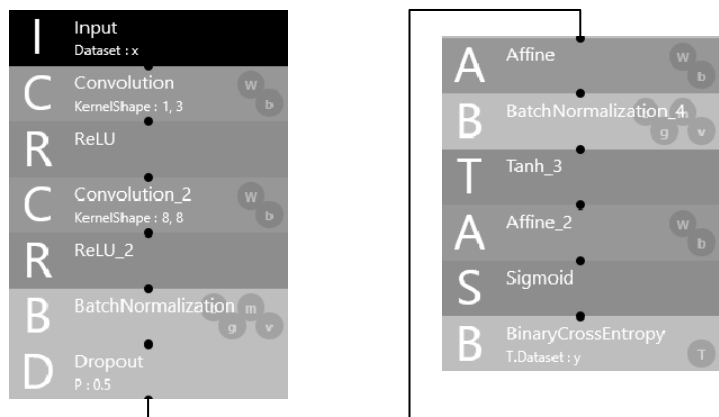 I
Input
Dataset : x
C
Convolution
KernelShape : 1, 3
W
b
R
ReLU
C
Convolution_2
KernelShape : 8, 8
W
b
R
ReLU_2
B
BatchNormalization
m
g
v
D
Dropout
P : 0.5
A
Affine
W
b
B
BatchNormalization_4
g
v
T
Tanh_3
A
Affine_2
W
b
S
Sigmoid
B
BinaryCrossEntropy
T.Dataset : y
T